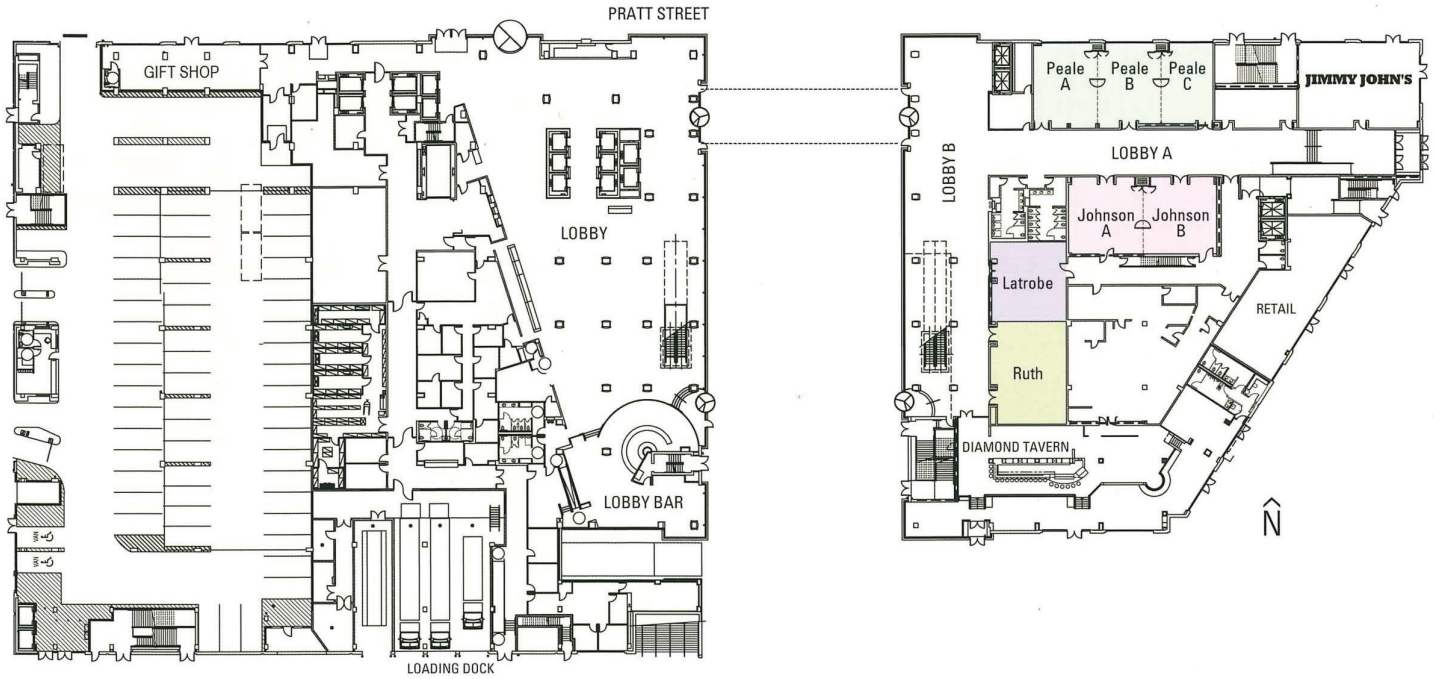 PRATT STREET
GIFT SHOP
Peale
A
Peale
B
Peale
C
JIMMY JOHN'S
LOBBY A
LOBBY B
LOBBY
Johnson
A
Johnson
B
Latrobe
RETAIL
Ruth
DIAMOND TAVERN
LOBBY BAR
N
VAN
VAN
LOADING DOCK